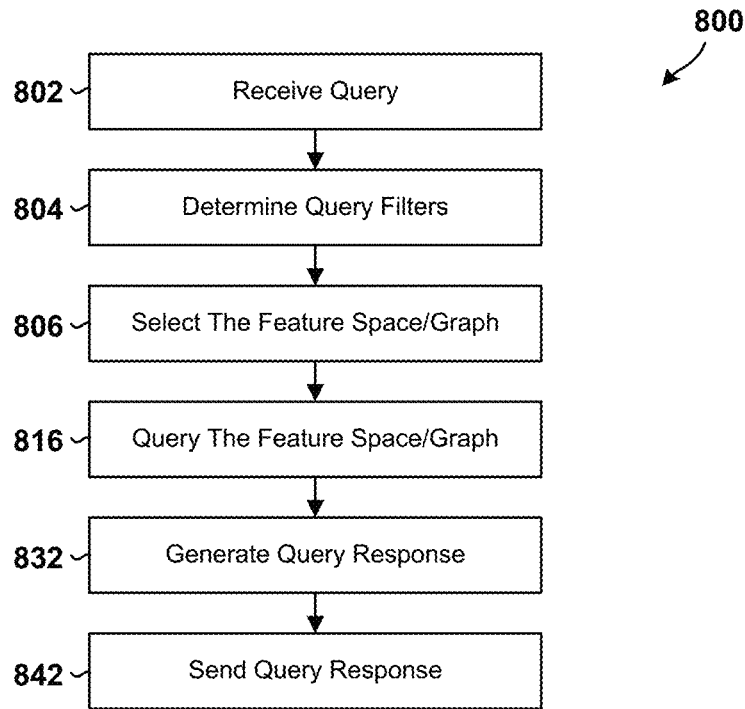 800
802 Receive Query
804 Determine Query Filters
806 Select The Feature Space/Graph
816 Query The Feature Space/Graph
832 Generate Query Response
842 Send Query Response